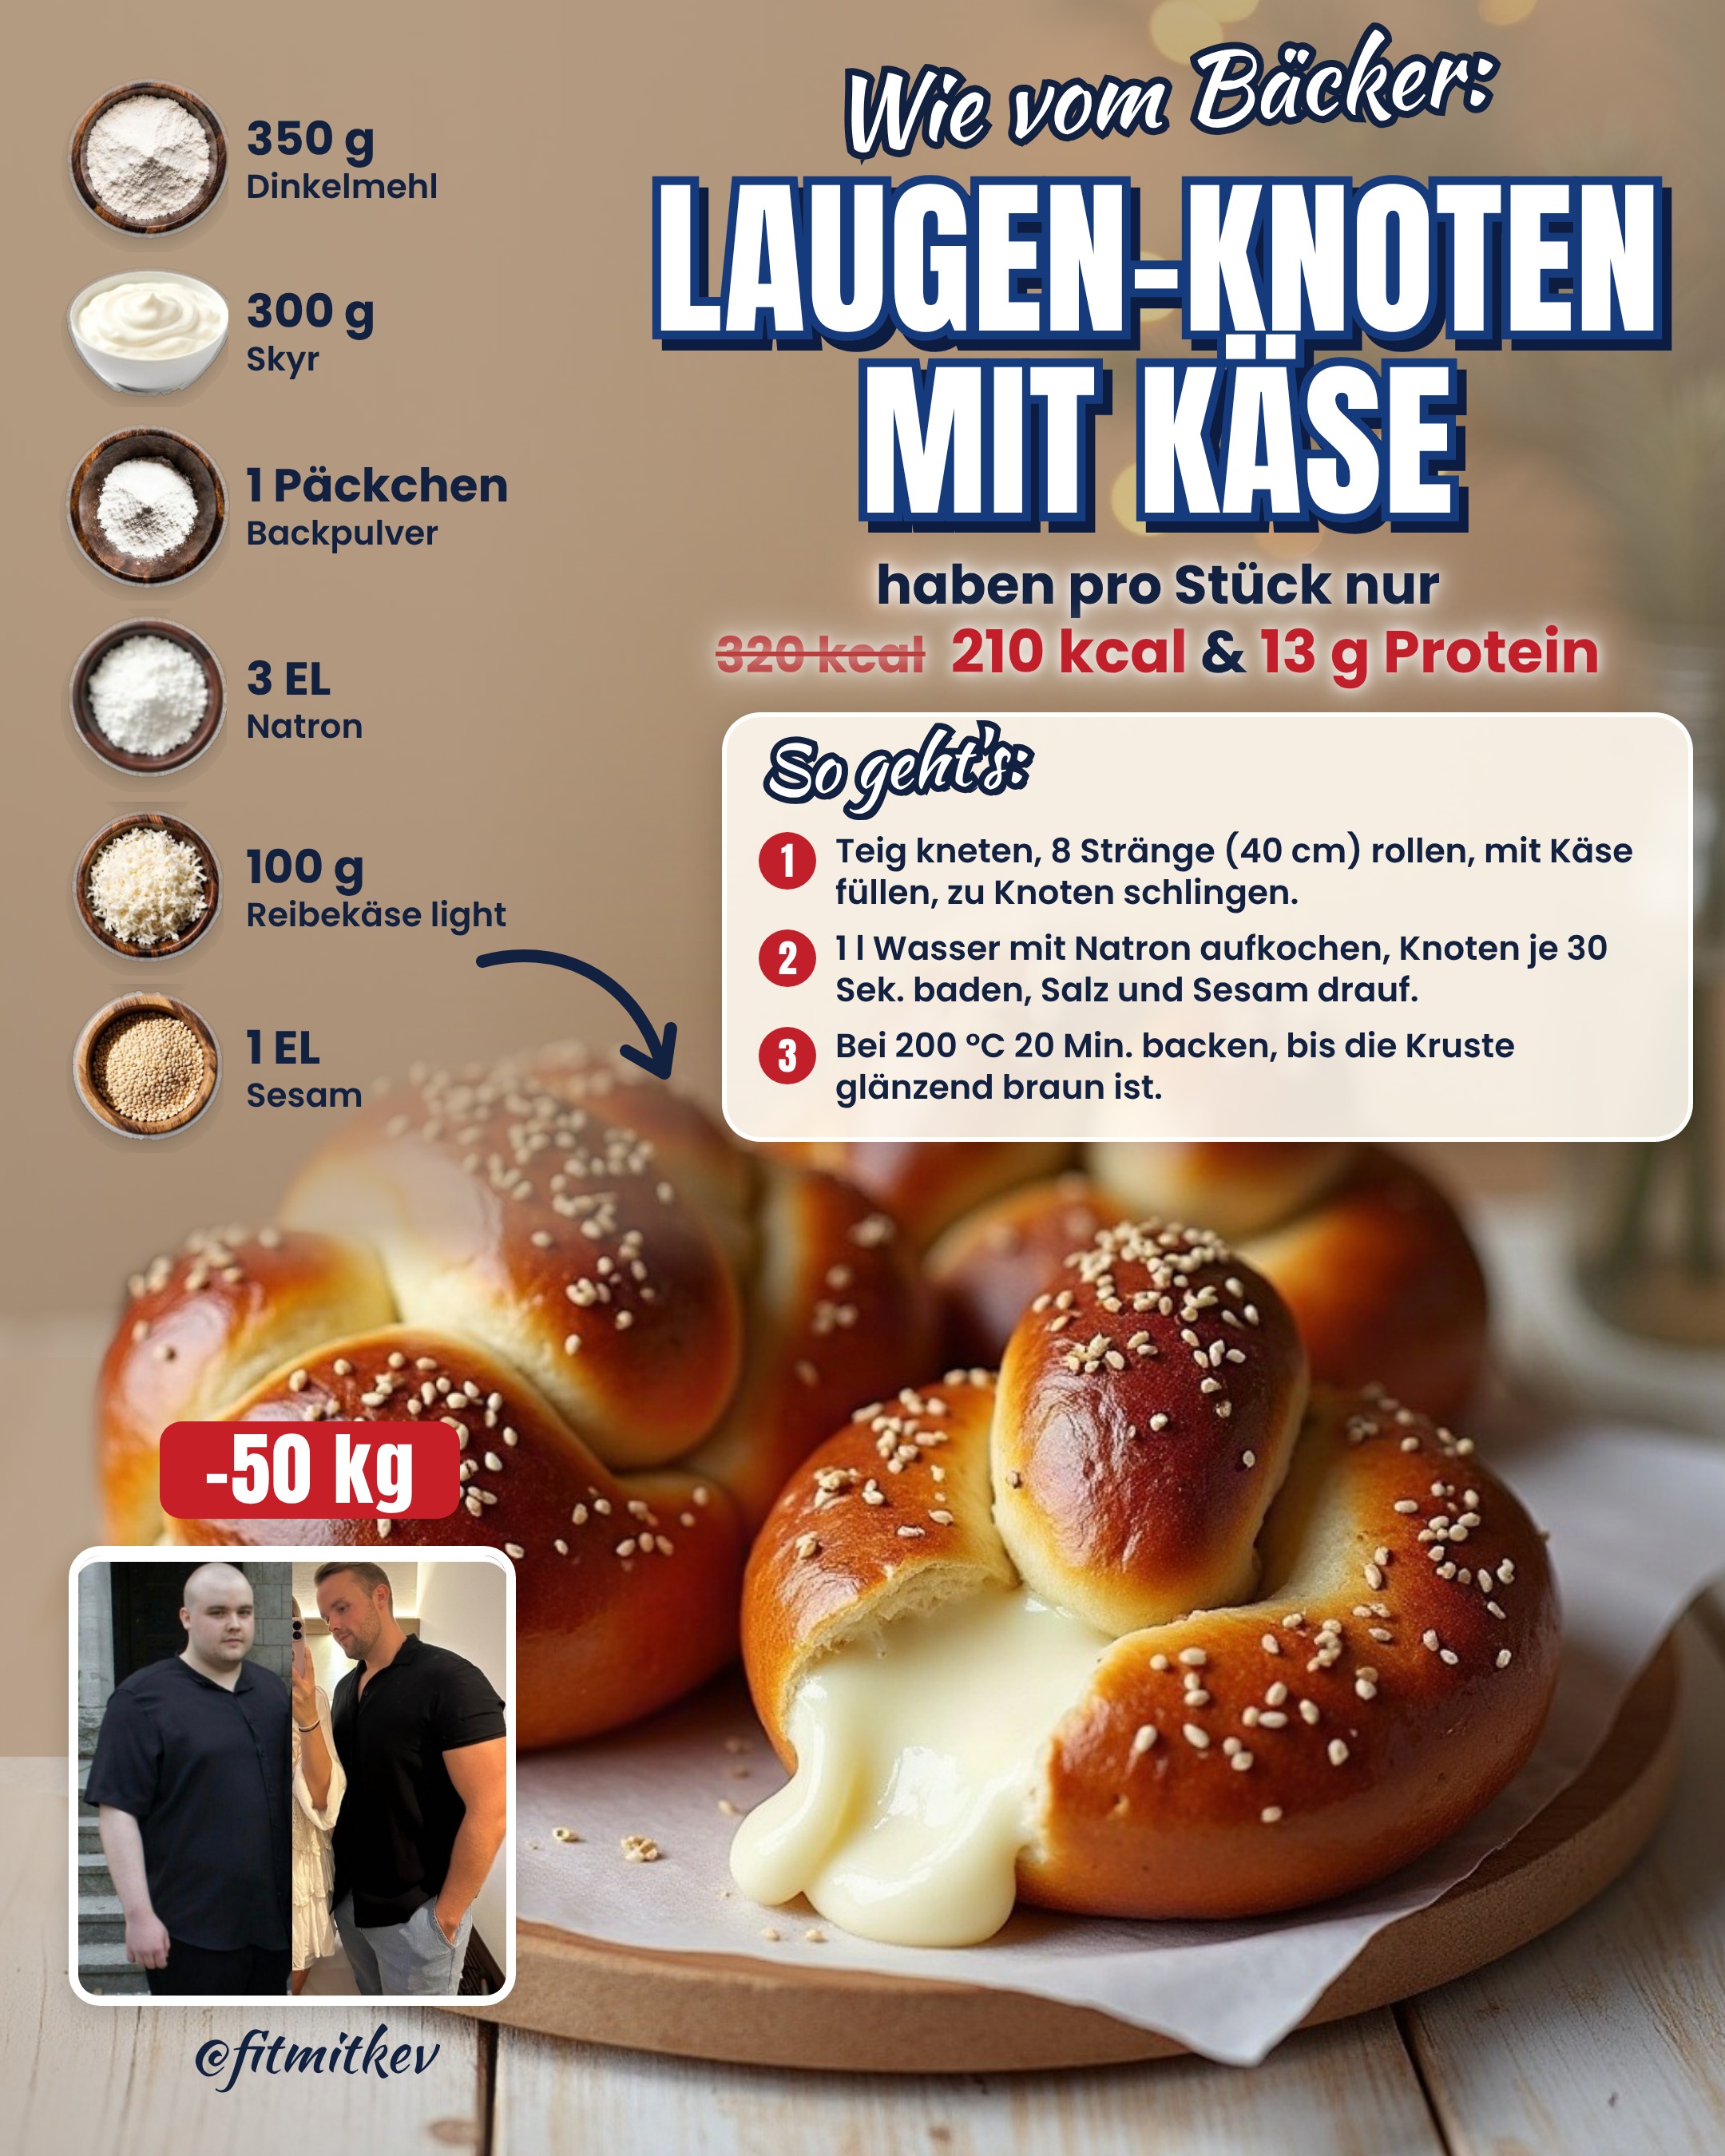 Wie vom Bäcker:
LAUGEN-KNOTEN
MIT KÄSE
haben pro Stück nur
320 kcal 210 kcal & 13 g Protein
350 g
Dinkelmehl
300 g
Skyr
1 Päckchen
Backpulver
3 EL
Natron
100 g
Reibekäse light
1 EL
Sesam
So geht's:
1 Teig kneten, 8 Stränge (40 cm) rollen, mit Käse
füllen, zu Knoten schlingen.
2 1 l Wasser mit Natron aufkochen, Knoten je 30
Sek. baden, Salz und Sesam drauf.
3 Bei 200 °C 20 Min. backen, bis die Kruste
glänzend braun ist.
-50 kg
@fitmitkev